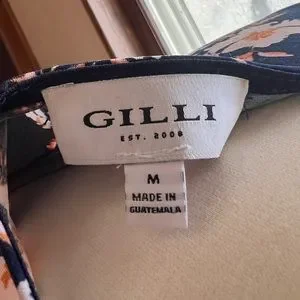 GILLI
EST. 2008
M
MADE IN
GUATEMALA